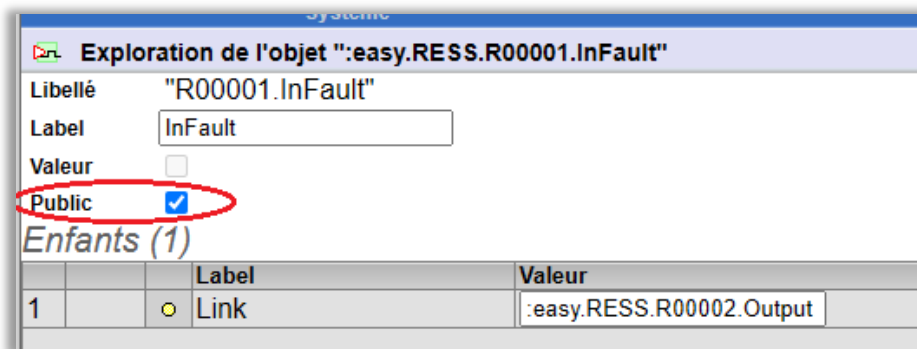 Système
Exploration de l'objet ":easy.RESS.R00001.InFault"
Libellé "R00001.InFault"
Label InFault
Valeur
Public
Enfants (1)
Label Valeur
1 Link :easy.RESS.R00002.Output